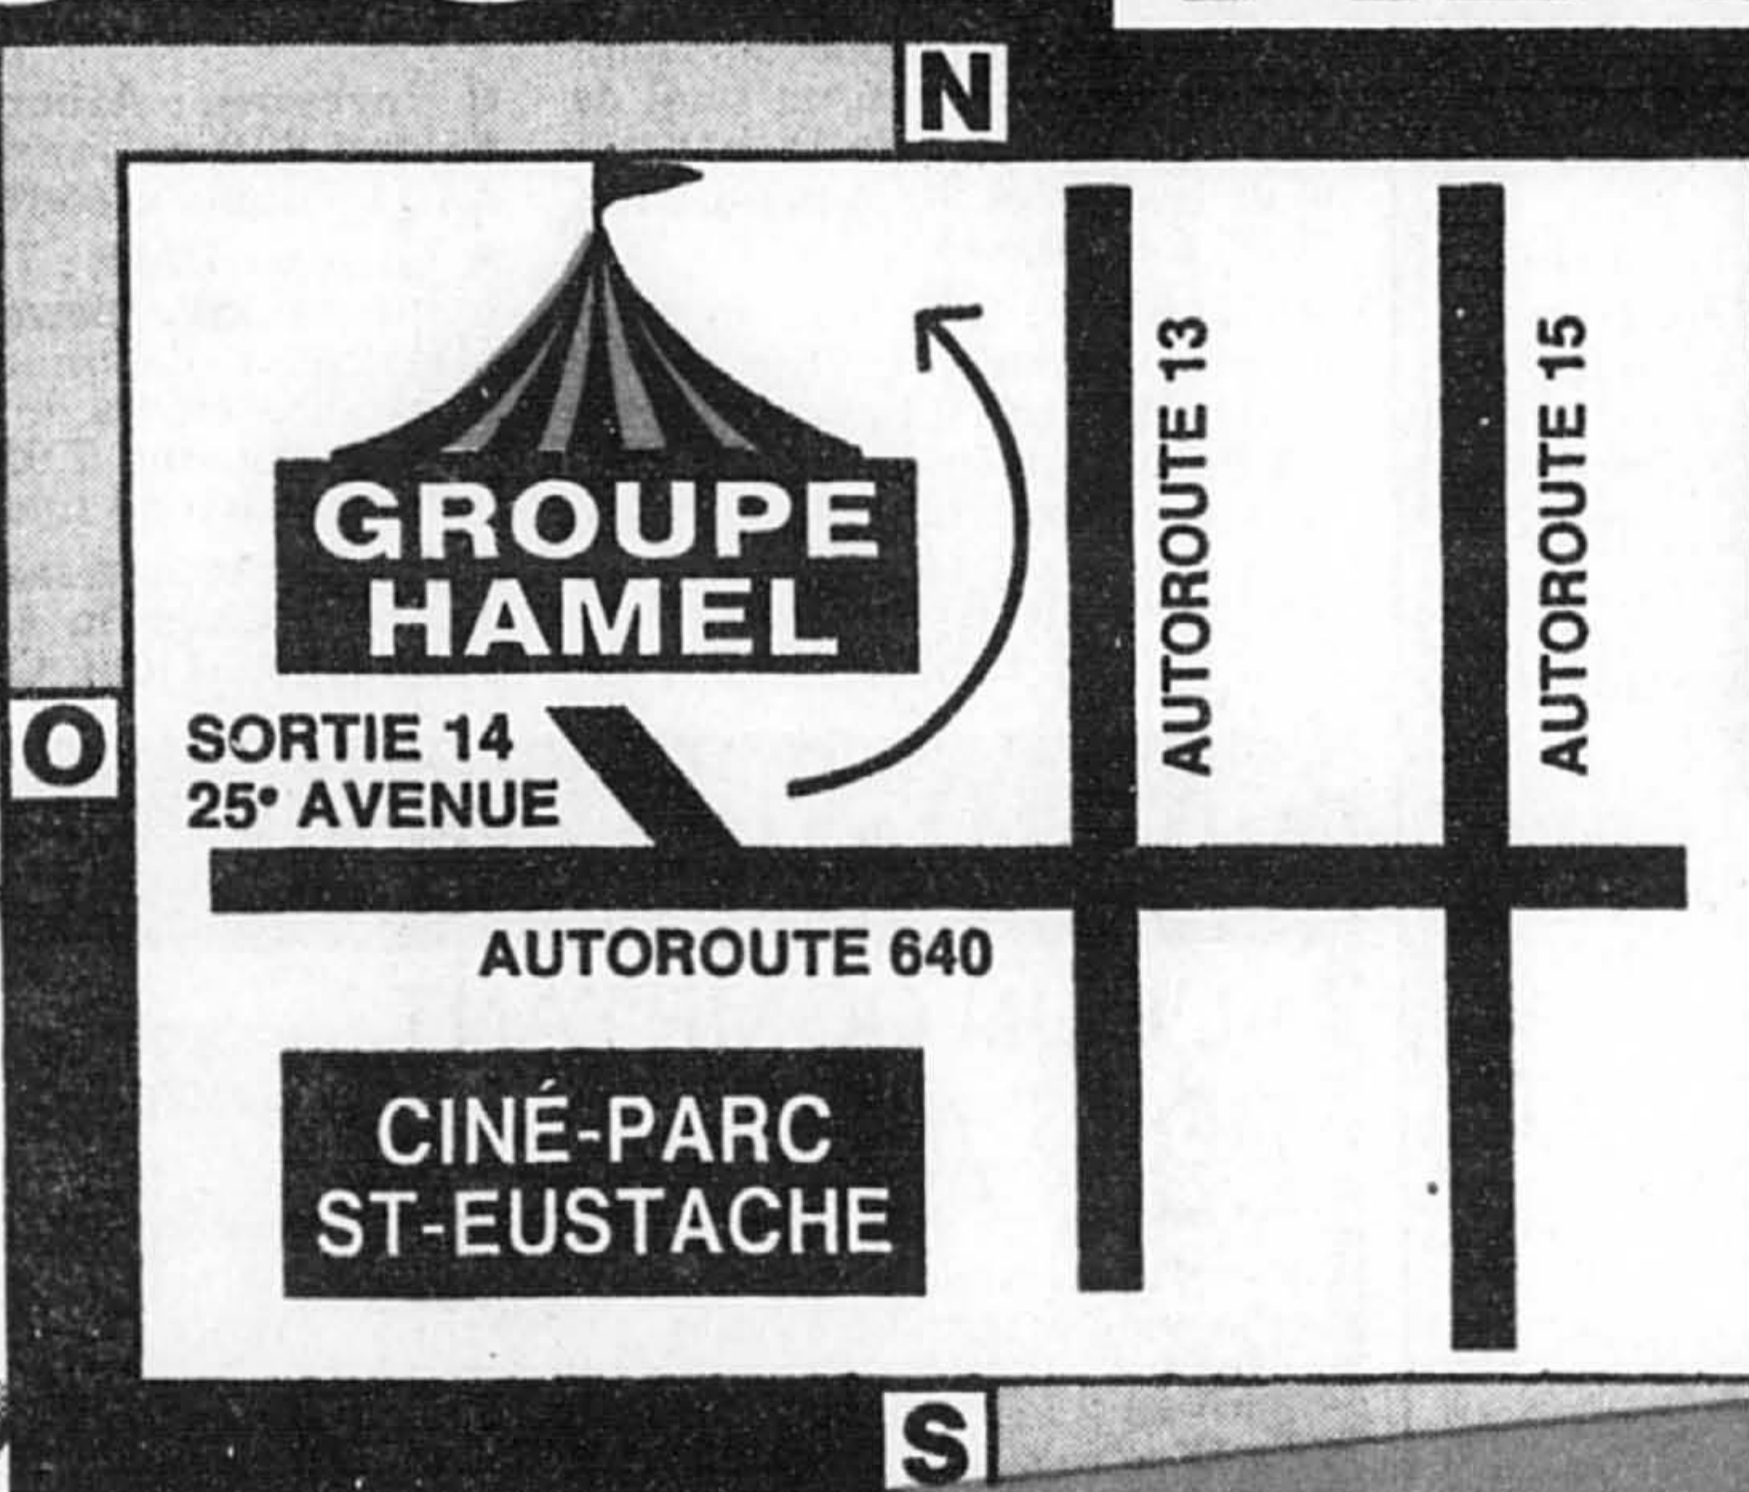 N
GROUPE
HAMEL
AUTOROUTE 13
AUTOROUTE 15
O
SORTIE 14
25e AVENUE
AUTOROUTE 640
CINÉ-PARC
ST-EUSTACHE
S